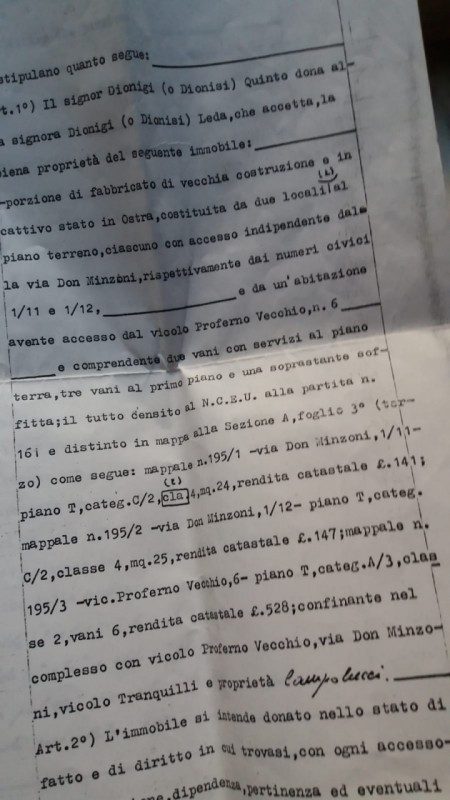 stipulano quanto segue:
t.1°) Il signor Dionigi (o Dionisi) Quinto dona al-
a signora Dionigi (o Dionisi) Leda,che accetta,la
iena proprietà del seguente immobile:
-porzione di fabbricato di vecchia costruzione e in
cattivo stato in Ostra,costituita da due locali al
piano terreno,ciascuno con accesso indipendente dal
la via Don Minzoni,rispettivamente dai numeri civici
1/11 e 1/12, e da un'abitazione
avente accesso dal vicolo Proferno Vecchio,n. 6
e comprendente due vani con servizi al piano
terra,tre vani al primo piano e una soprastante sof-
fitta;il tutto censito al N.C.E.U. alla partita n.
161 e distinto in mappa alla Sezione A,foglio 3° (ter-
zo) come segue: mappale n.195/1 -via Don Minzoni,1/11-
piano T,categ.C/2,cla.4,mq.24,rendita catastale £.141;
mappale n.195/2 -via Don Minzoni,1/12- piano T,categ.
C/2,classe 4,mq.25,rendita catastale £.147;mappale n.
195/3 -vic.Proferno Vecchio,6- piano T,categ.A/3,clas
se 2,vani 6,rendita catastale £.528;confinante nel
complesso con vicolo Proferno Vecchio,via Don Minzo-
ni,vicolo Tranquilli e proprietà Campolucci.
Art.2°) L'immobile si intende donato nello stato di
fatto e di diritto in cui trovasi,con ogni accesso-
dipendenza,pertinenza ed eventuali